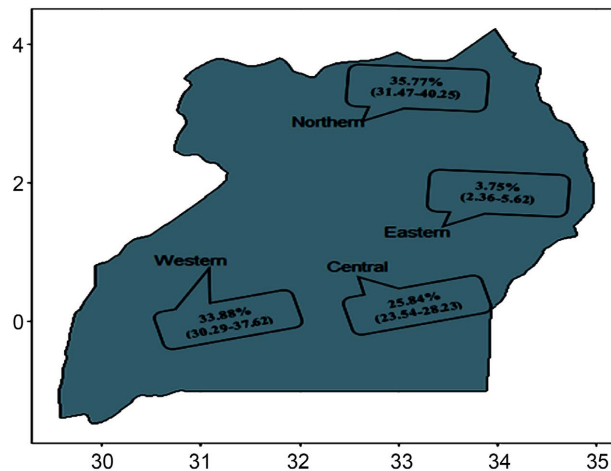 4
35.77%
(31.47-40.25)
Northern
2
3.75%
(2.36-5.62)
Eastern
Western
Central
33.88%
(30.29-37.62)
25.84%
(23.54-28.23)
0
30 31 32 33 34 35